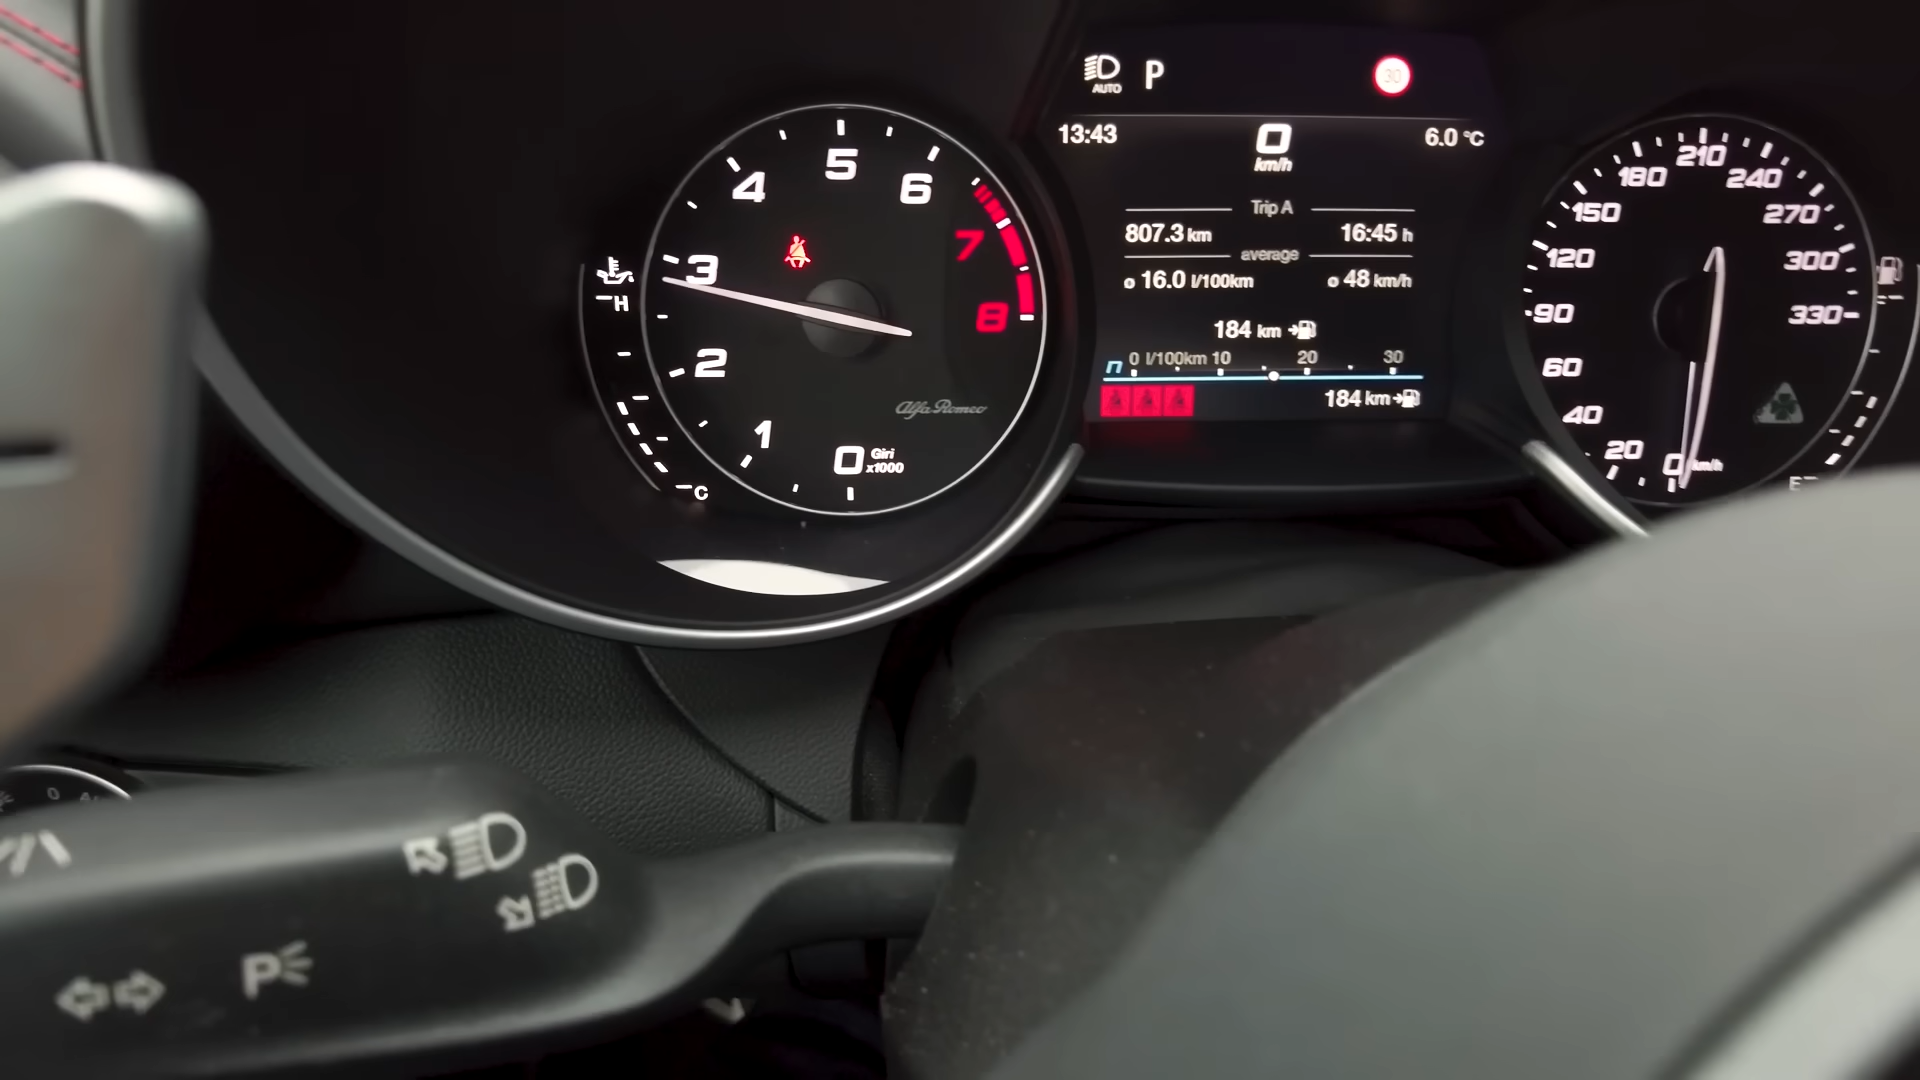 AUTO P 30
13:43 0 6.0 °C
km/h
Trip A
807.3 km 16:45 h
average
ø 16.0 l/100km ø 48 km/h
184 km
n 0 l/100km 10 20 30
184 km
0 1 2 3 4 5 6 7 8
Giri
x1000
Alfa Romeo
H
C
0 20 40 60 90 120 150 180 210 240 270 300 330
km/h
E
0
P